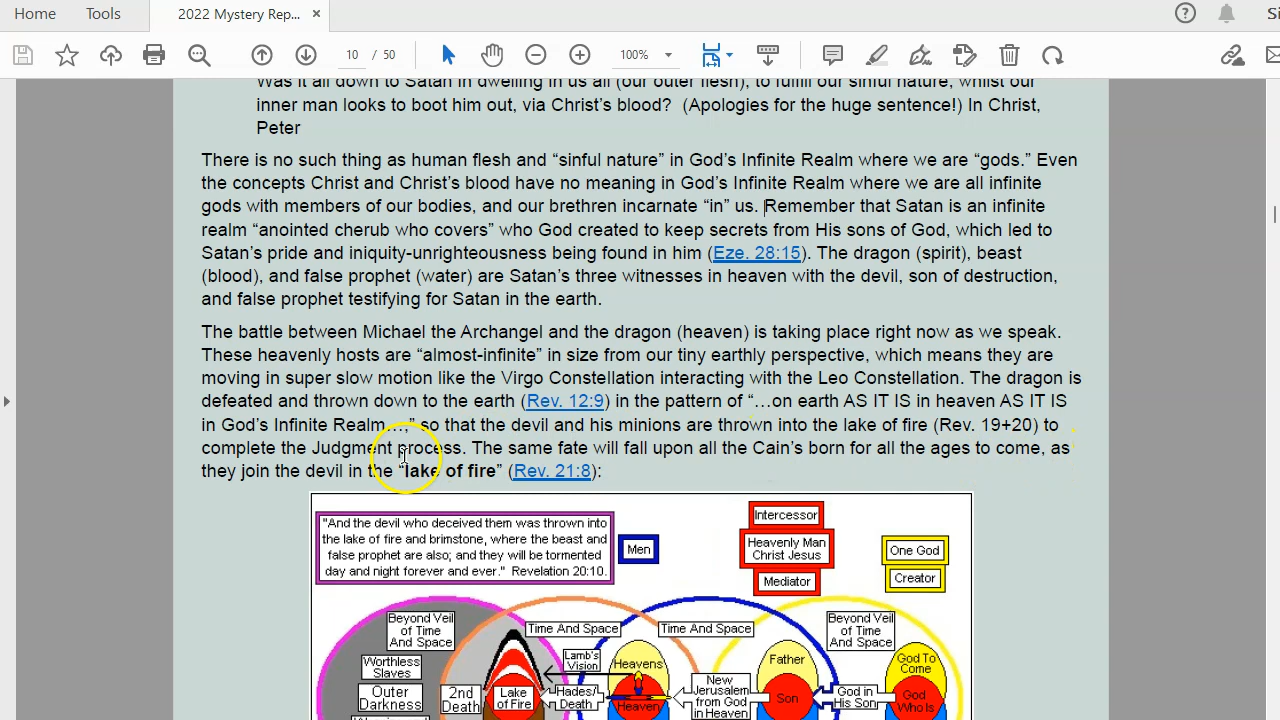 Home Tools 2022 Mystery Rep... ×
10 / 50 100%
Was it all down to Satan in dwelling in us all (our outer flesh), to fulfill our sinful nature, whilst our
inner man looks to boot him out, via Christ's blood? (Apologies for the huge sentence!) In Christ,
Peter
There is no such thing as human flesh and “sinful nature” in God's Infinite Realm where we are “gods.” Even
the concepts Christ and Christ's blood have no meaning in God's Infinite Realm where we are all infinite
gods with members of our bodies, and our brethren incarnate “in” us. Remember that Satan is an infinite
realm “anointed cherub who covers” who God created to keep secrets from His sons of God, which led to
Satan's pride and iniquity-unrighteousness being found in him (Eze. 28:15). The dragon (spirit), beast
(blood), and false prophet (water) are Satan's three witnesses in heaven with the devil, son of destruction,
and false prophet testifying for Satan in the earth.
The battle between Michael the Archangel and the dragon (heaven) is taking place right now as we speak.
These heavenly hosts are “almost-infinite” in size from our tiny earthly perspective, which means they are
moving in super slow motion like the Virgo Constellation interacting with the Leo Constellation. The dragon is
defeated and thrown down to the earth (Rev. 12:9) in the pattern of “…on earth AS IT IS in heaven AS IT IS
in God's Infinite Realm…,” so that the devil and his minions are thrown into the lake of fire (Rev. 19+20) to
complete the Judgment process. The same fate will fall upon all the Cain's born for all the ages to come, as
they join the devil in the “lake of fire” (Rev. 21:8):
"And the devil who deceived them was thrown into
the lake of fire and brimstone, where the beast and
false prophet are also; and they will be tormented
day and night forever and ever." Revelation 20:10.
Men
Intercessor
Heavenly Man
Christ Jesus
Mediator
One God
Creator
Beyond Veil
of Time
And Space
Time And Space
Time And Space
Beyond Veil
of Time
And Space
Worthless
Slaves
Outer
Darkness
2nd
Death
Lake
of Fire
Lamb's
Vision
Hades/
Death
Heavens
Heaven
New
Jerusalem
from God
in Heaven
Father
Son
God in
His Son
God To
Come
God
Who Is